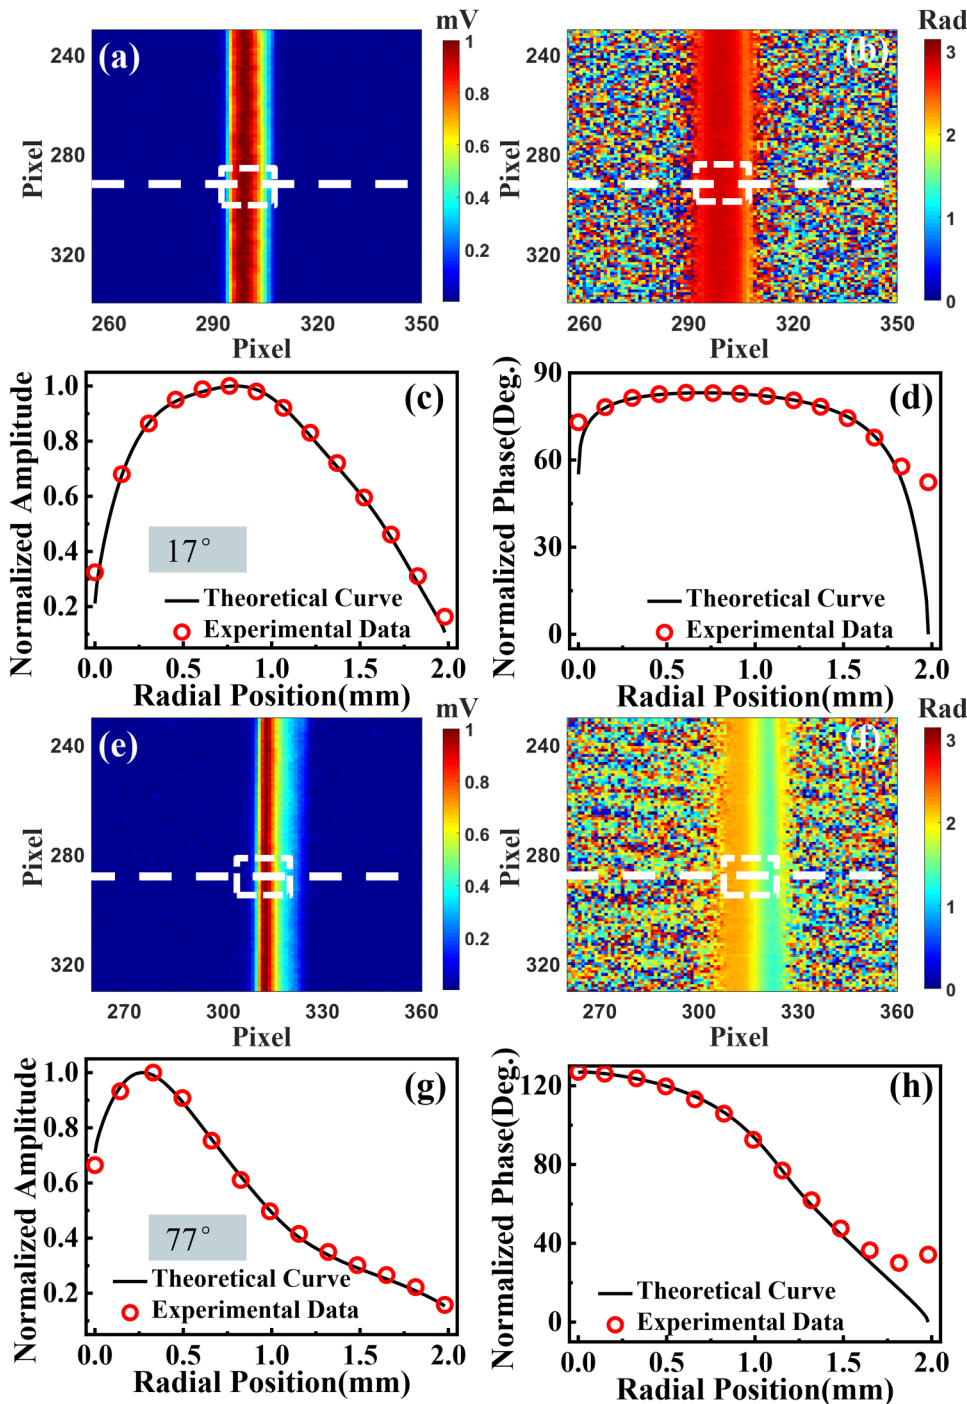 mV
Rad
(a)
(b)
240
280
320
Pixel
260 290 320 350
Pixel
1
0.8
0.6
0.4
0.2
240
280
320
Pixel
260 290 320 350
Pixel
3
2
1
0
(c)
Normalized Amplitude
1.0
0.8
0.6
0.4
0.2
17°
Theoretical Curve
Experimental Data
0.0 0.5 1.0 1.5 2.0
Radial Position(mm)
(d)
Normalized Phase(Deg.)
90
60
30
0
Theoretical Curve
Experimental Data
0.0 0.5 1.0 1.5 2.0
Radial Position(mm)
mV
Rad
(e)
(f)
240
280
320
Pixel
270 300 330 360
Pixel
1
0.8
0.6
0.4
0.2
240
280
320
Pixel
270 300 330 360
Pixel
3
2
1
0
(g)
Normalized Amplitude
1.0
0.8
0.6
0.4
0.2
77°
Theoretical Curve
Experimental Data
0.0 0.5 1.0 1.5 2.0
Radial Position(mm)
(h)
Normalized Phase(Deg.)
120
80
40
0
Theoretical Curve
Experimental Data
0.0 0.5 1.0 1.5 2.0
Radial Position(mm)